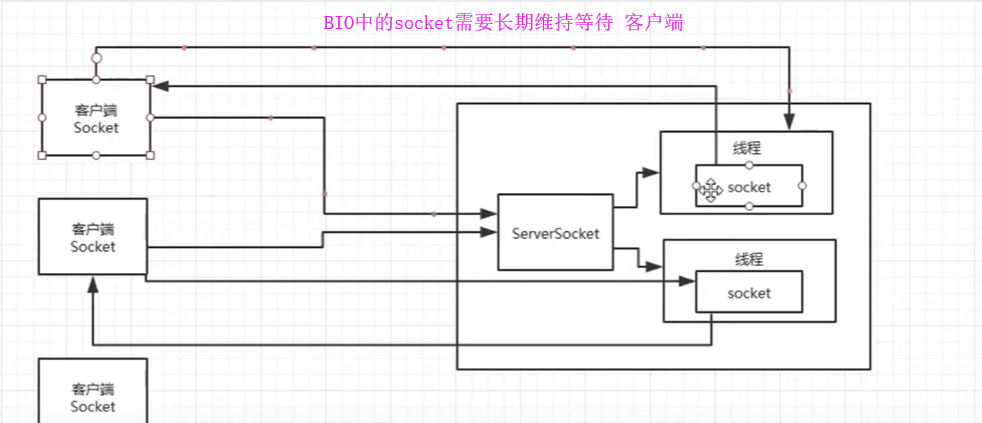 BIO中的socket需要长期维持等待 客户端
客户端
Socket
线程
socket
客户端
Socket
ServerSocket
线程
socket
客户端
Socket